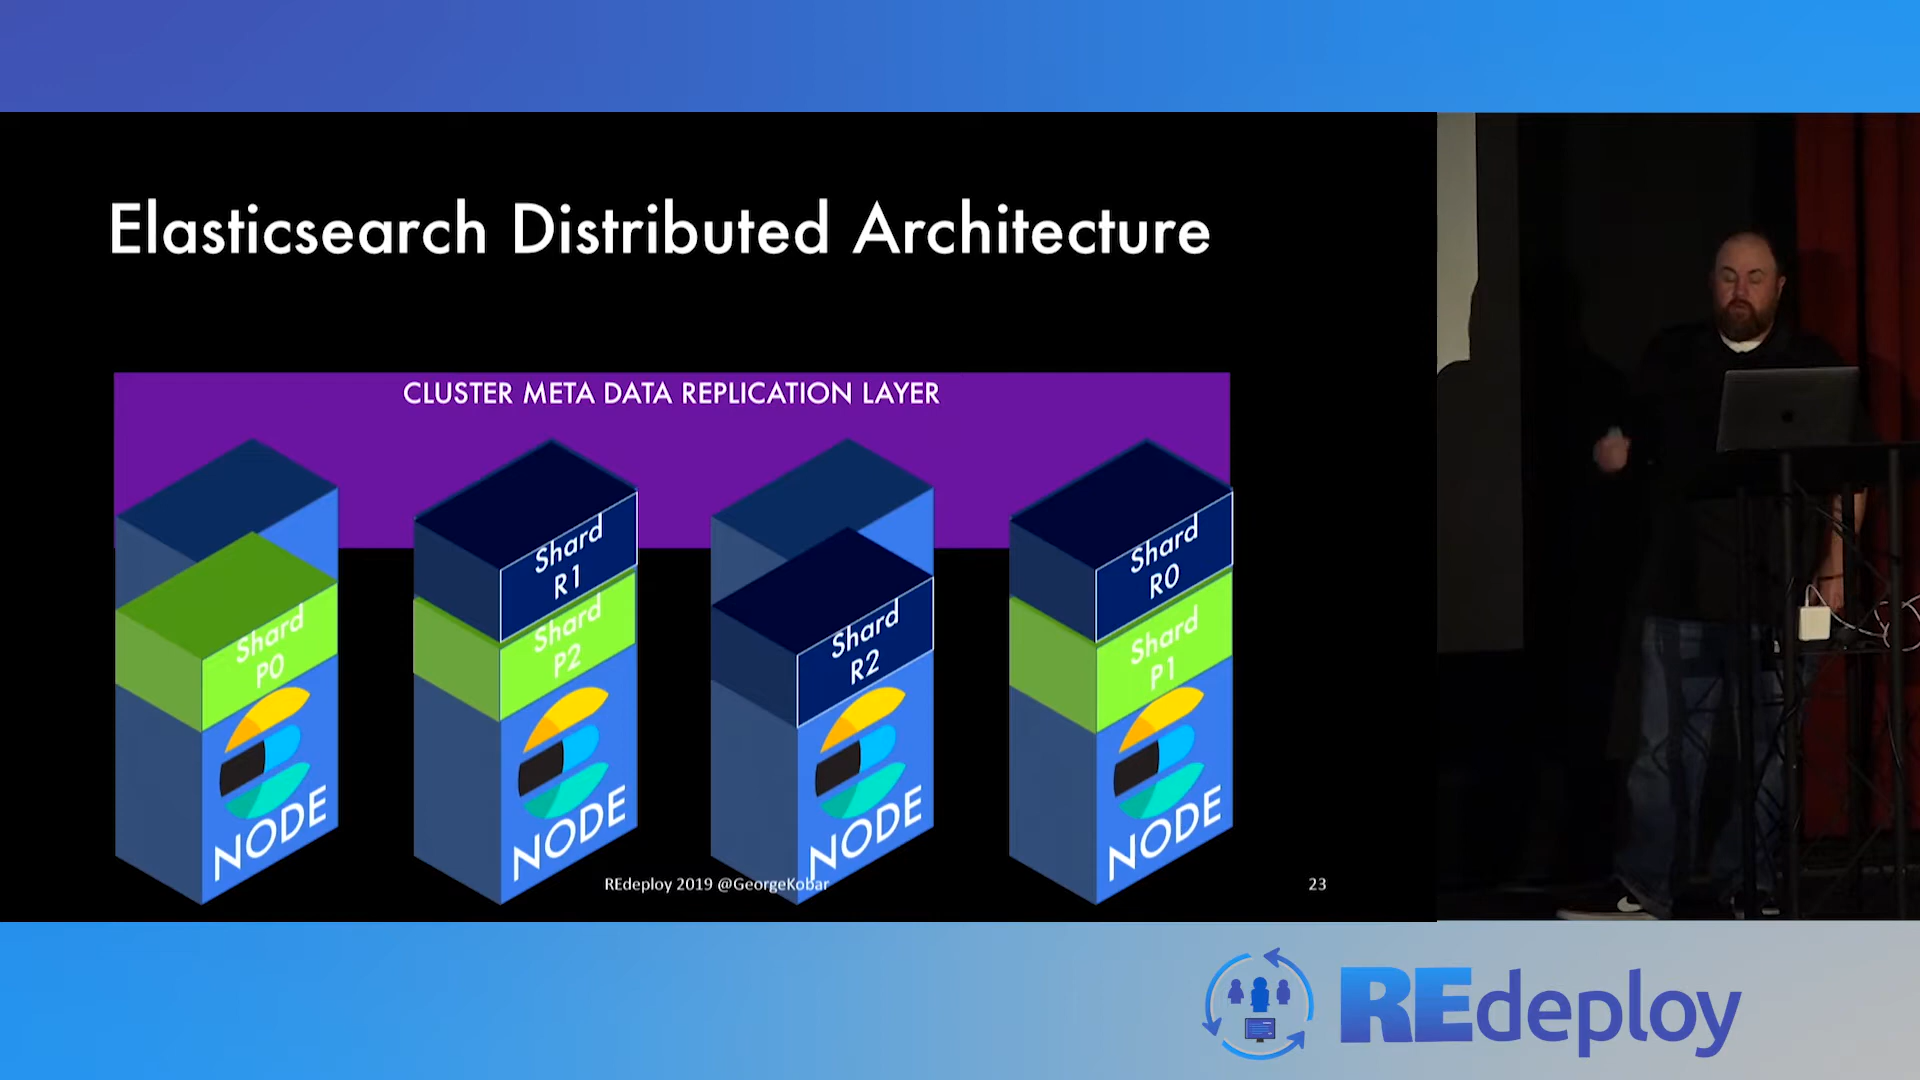 Elasticsearch Distributed Architecture
CLUSTER META DATA REPLICATION LAYER
Shard
P0
NODE
Shard
R1
Shard
P2
NODE
Shard
R2
NODE
Shard
R0
Shard
P1
NODE
REdeploy 2019 @GeorgeKobar
23
REdeploy